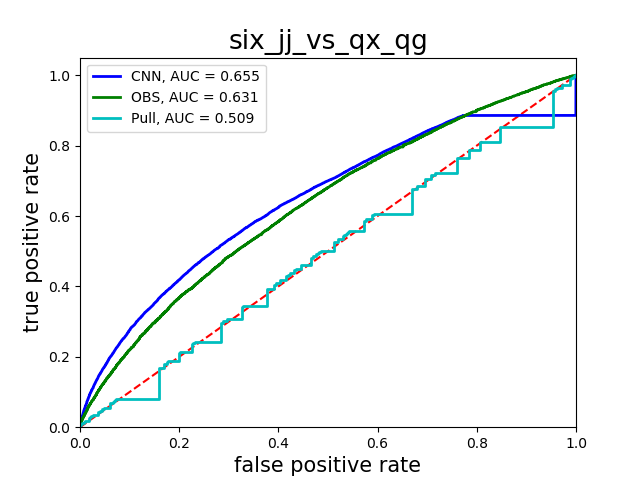 six_jj_vs_qx_qg
CNN, AUC = 0.655
OBS, AUC = 0.631
Pull, AUC = 0.509
true positive rate
1.0
0.8
0.6
0.4
0.2
0.0
0.0 0.2 0.4 0.6 0.8 1.0
false positive rate